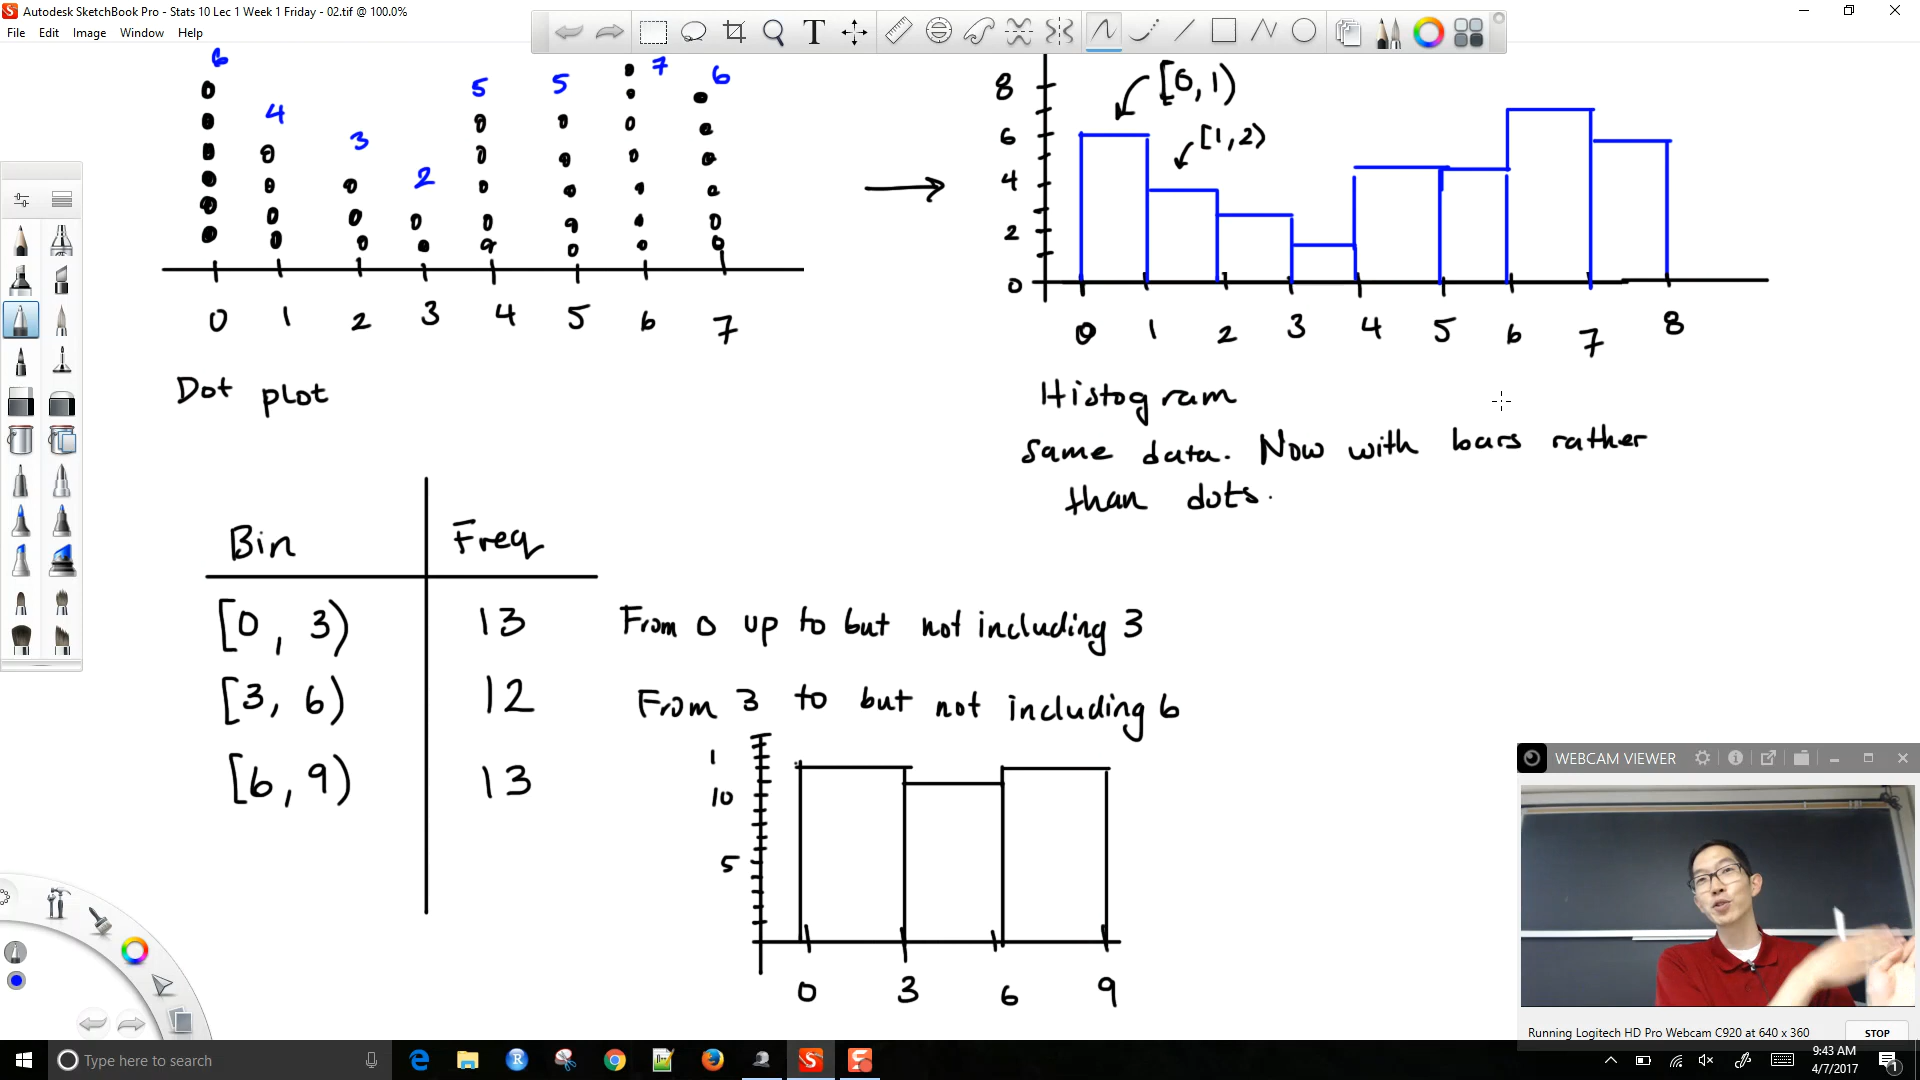 Autodesk SketchBook Pro - Stats 10 Lec 1 Week 1 Friday - 02.tif @ 100.0%
File Edit Image Window Help
T
6
4
3
2
5
5
7
6
0 1 2 3 4 5 6 7
Dot plot
8
6
4
2
0
[0, 1)
[1, 2)
0 1 2 3 4 5 6 7 8
Histogram
Same data. Now with bars rather
than dots.
Bin Freq
[0, 3) 13 From 0 up to but not including 3
[3, 6) 12 From 3 to but not including 6
[6, 9) 13
1
10
5
0 3 6 9
WEBCAM VIEWER
Running Logitech HD Pro Webcam C920 at 640 x 360
STOP
Type here to search
9:43 AM
4/7/2017
1